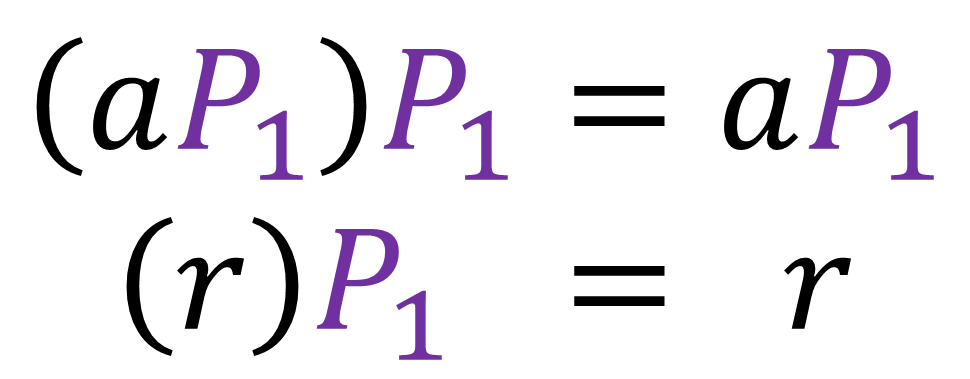 (aP₁)P₁ = aP₁
(r)P₁ = r